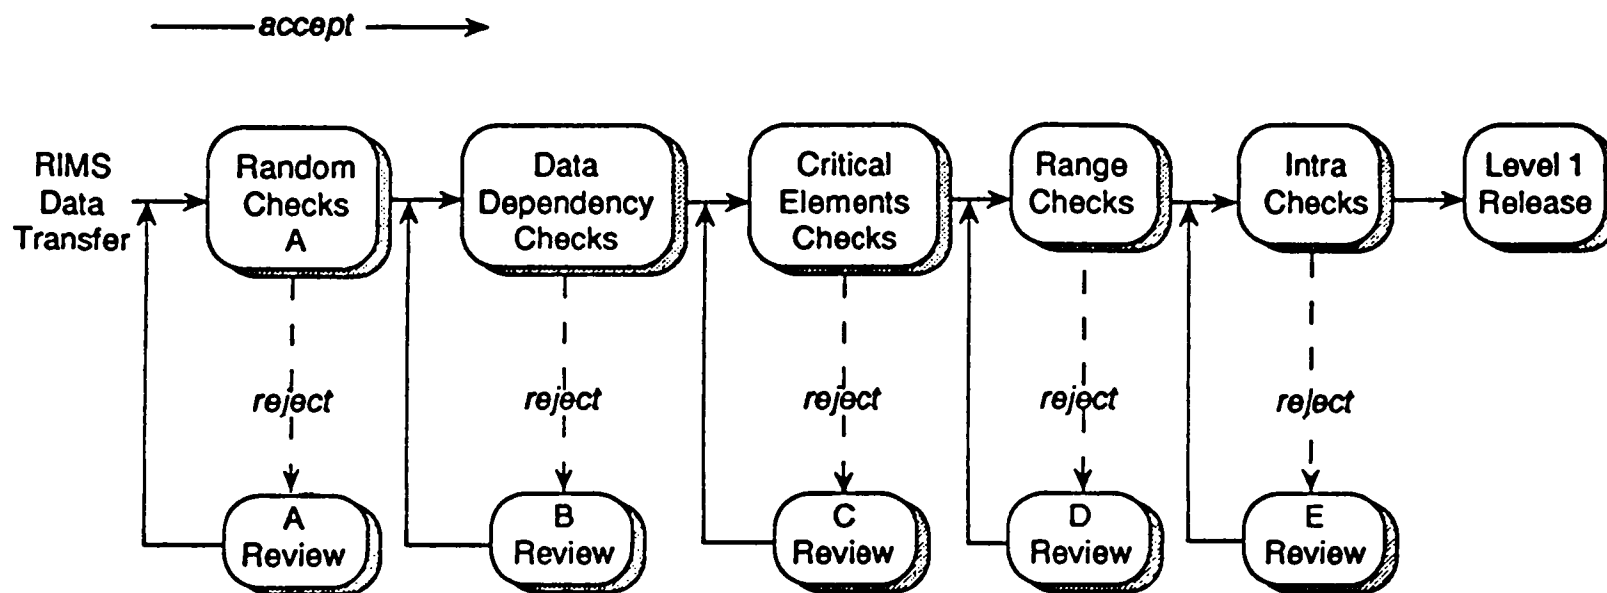 accept
RIMS
Data
Transfer
Random
Checks
A
Data
Dependency
Checks
Critical
Elements
Checks
Range
Checks
Intra
Checks
Level 1
Release
reject
reject
reject
reject
reject
A
Review
B
Review
C
Review
D
Review
E
Review